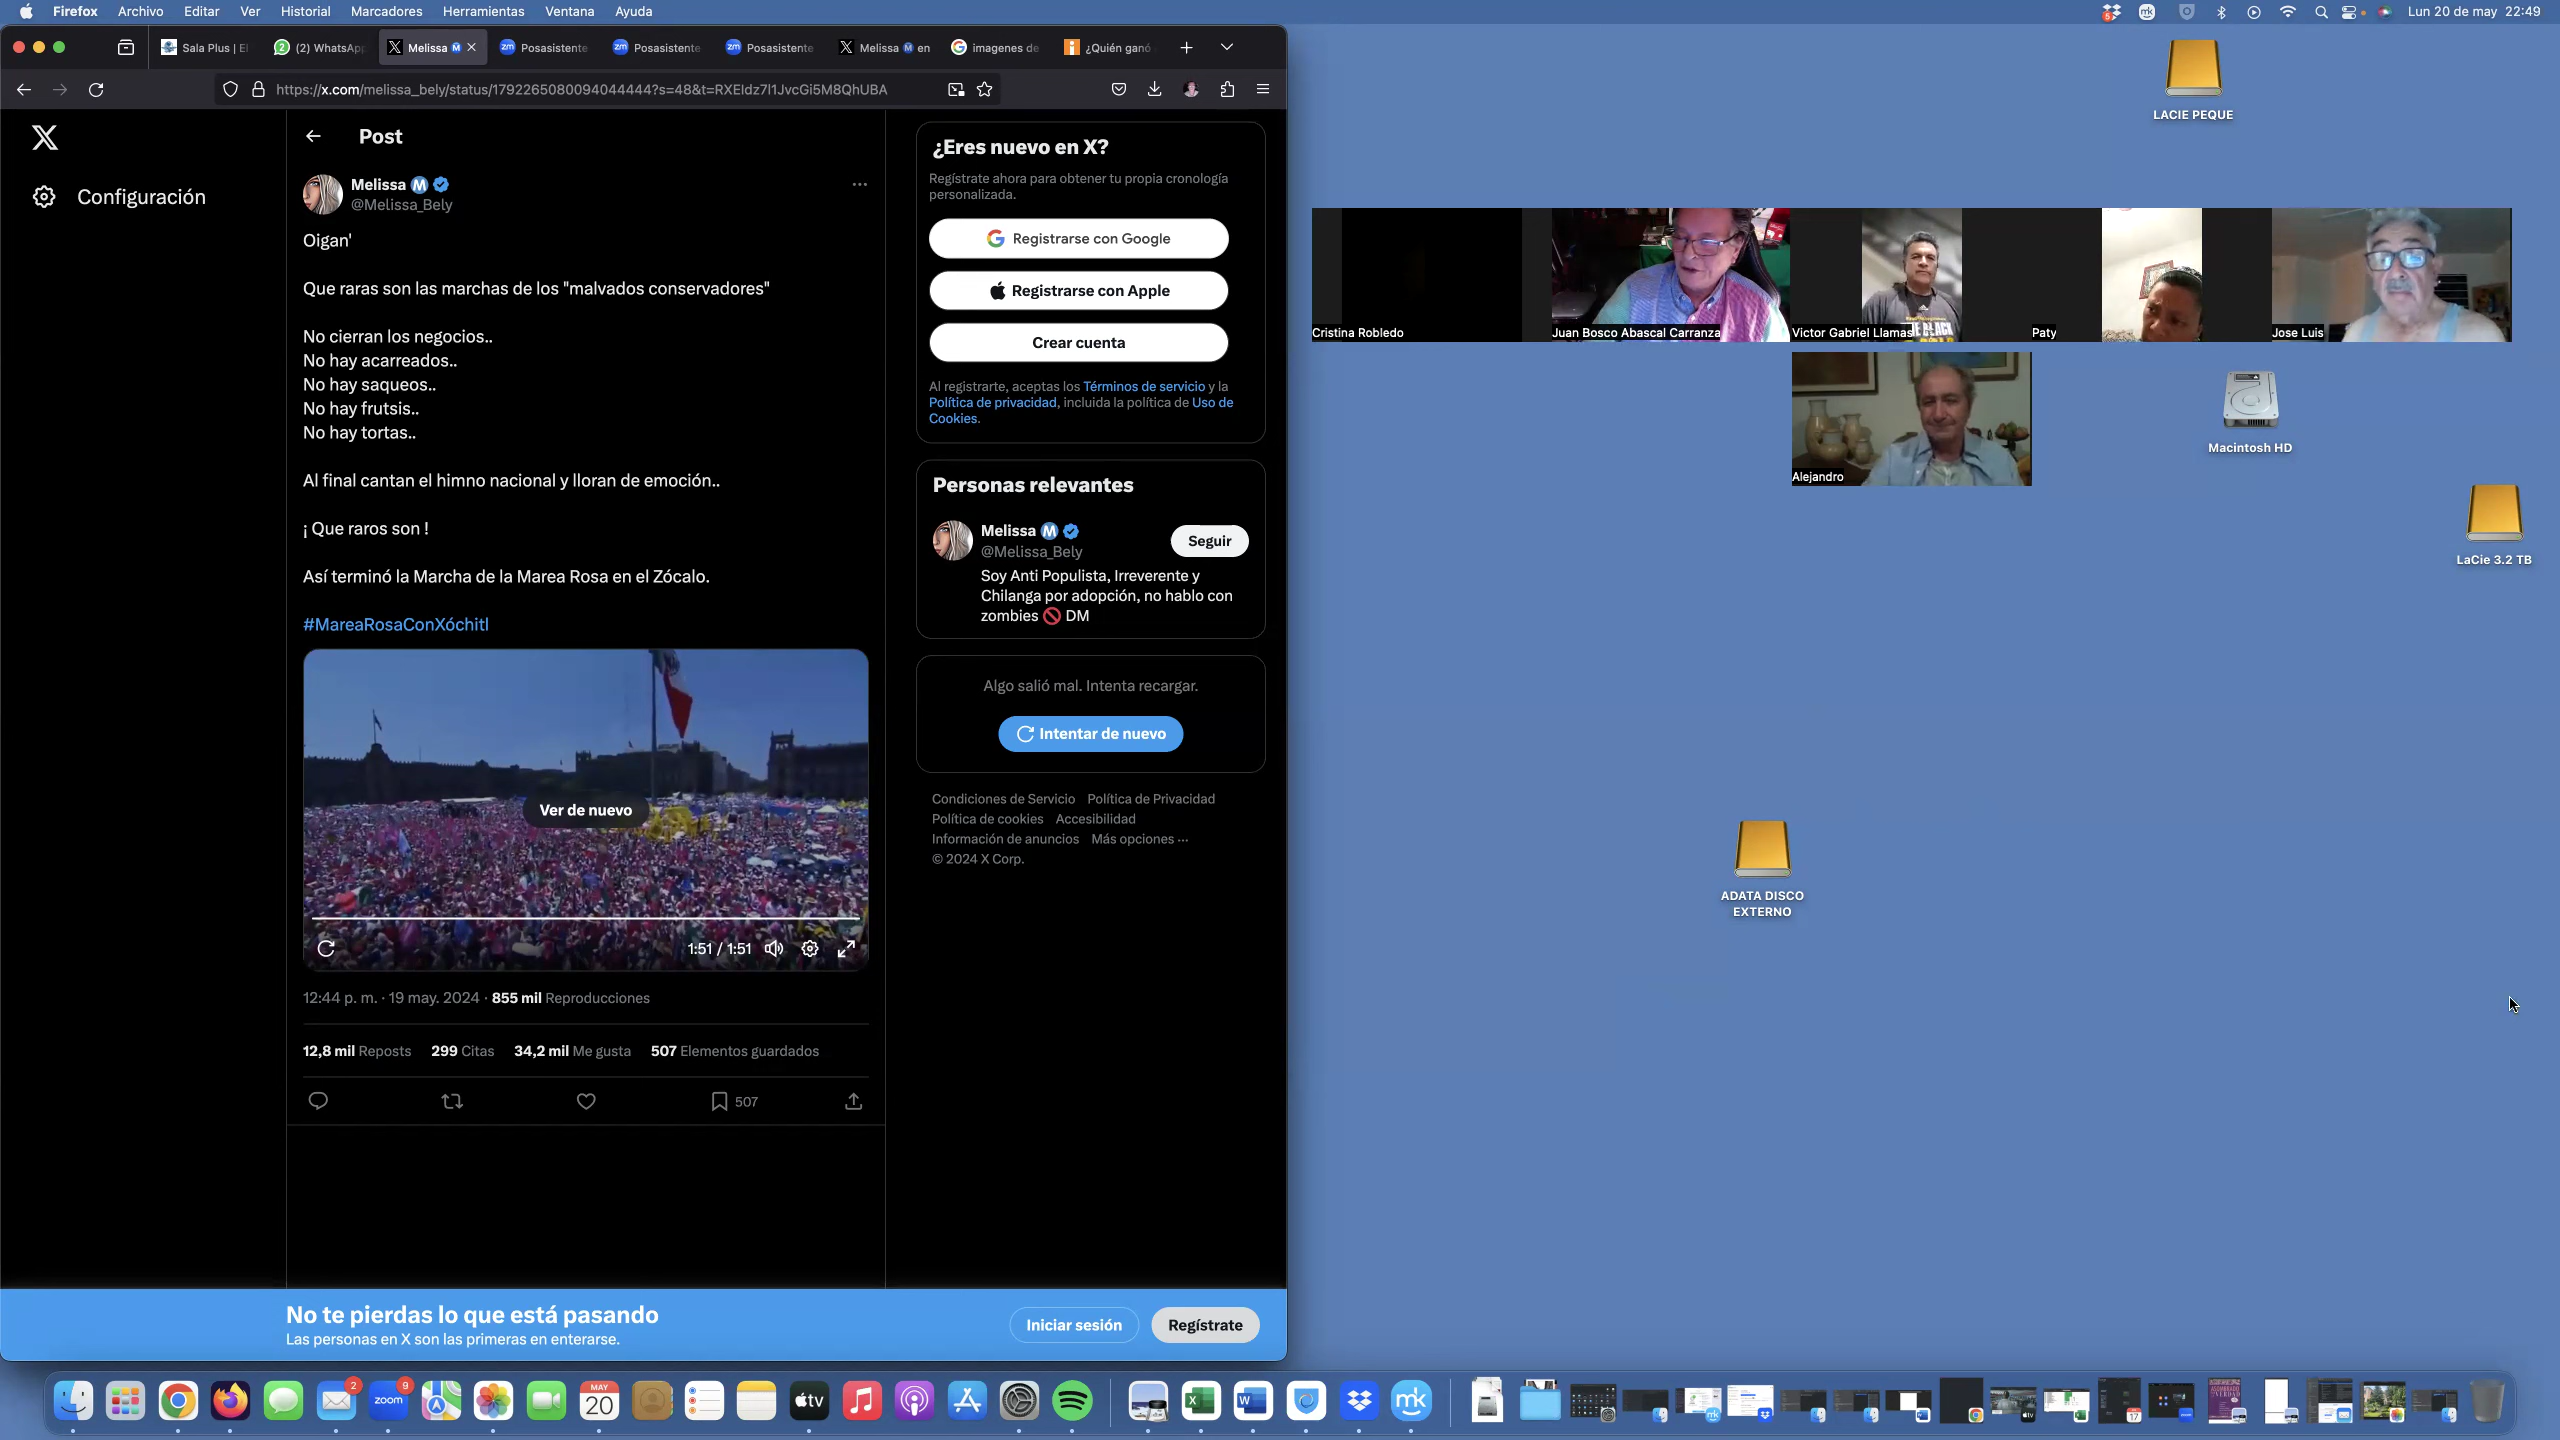 Firefox Archivo Editar Ver Historial Marcadores Herramientas Ventana Ayuda
5 mk Lun 20 de may 22:49
Sala Plus | El (2) WhatsApp Melissa M Posasistente Posasistente Posasistente Melissa M en imagenes de ¿Quién ganó
https://x.com/melissa_bely/status/1792265080094044444?s=48&t=RXEldz7I1JvcGi5M8QhUBA
Configuración
Post
Melissa M
@Melissa_Bely
Oigan'
Que raras son las marchas de los "malvados conservadores"
No cierran los negocios..
No hay acarreados..
No hay saqueos..
No hay frutsis..
No hay tortas..
Al final cantan el himno nacional y lloran de emoción..
¡ Que raros son !
Así terminó la Marcha de la Marea Rosa en el Zócalo.
#MareaRosaConXóchitl
Ver de nuevo
1:51 / 1:51
12:44 p. m. · 19 may. 2024 · 855 mil Reproducciones
12,8 mil Reposts 299 Citas 34,2 mil Me gusta 507 Elementos guardados
507
¿Eres nuevo en X?
Regístrate ahora para obtener tu propia cronología
personalizada.
Registrarse con Google
Registrarse con Apple
Crear cuenta
Al registrarte, aceptas los Términos de servicio y la
Política de privacidad, incluida la política de Uso de
Cookies.
Personas relevantes
Melissa M
@Melissa_Bely
Seguir
Soy Anti Populista, Irreverente y
Chilanga por adopción, no hablo con
zombies 🚫 DM
Algo salió mal. Intenta recargar.
Intentar de nuevo
Condiciones de Servicio Política de Privacidad
Política de cookies Accesibilidad
Información de anuncios Más opciones ···
© 2024 X Corp.
No te pierdas lo que está pasando
Las personas en X son las primeras en enterarse.
Iniciar sesión
Regístrate
LACIE PEQUE
Cristina Robledo
Juan Bosco Abascal Carranza
Victor Gabriel Llamas
Paty
Jose Luis
Alejandro
Macintosh HD
LaCie 3.2 TB
ADATA DISCO
EXTERNO
2 zoom 9 MAY 20 tv mk
17